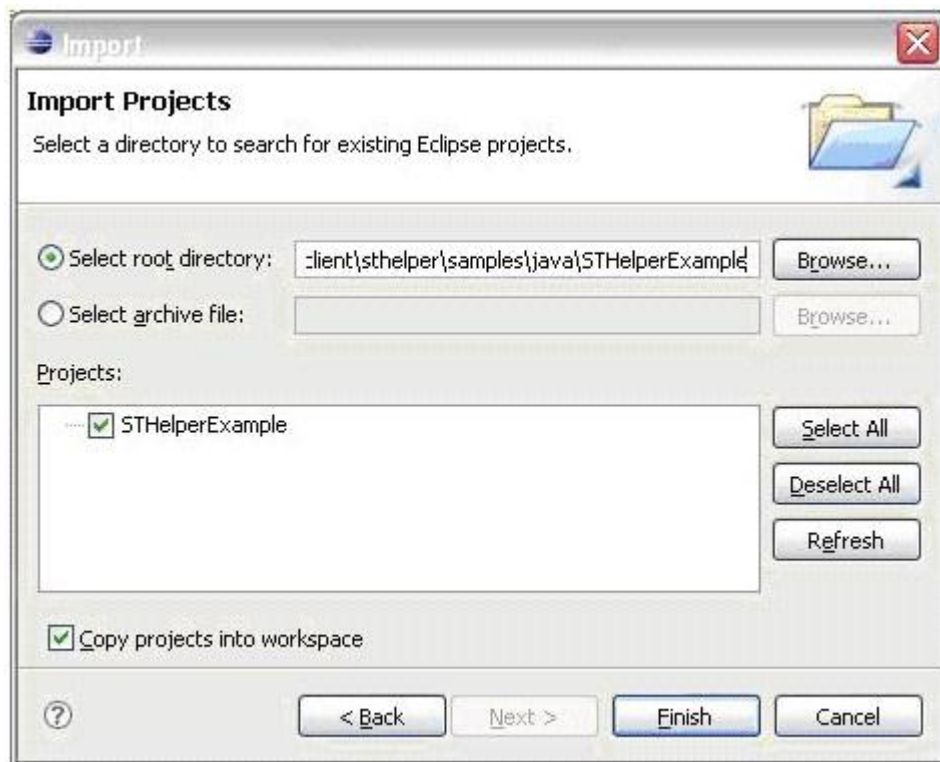 Import
Import Projects
Select a directory to search for existing Eclipse projects.
Select root directory: client\sthelper\samples\java\STHelperExample Browse...
Select archive file: Browse...
Projects:
STHelperExample
Select All
Deselect All
Refresh
Copy projects into workspace
? < Back Next > Finish Cancel